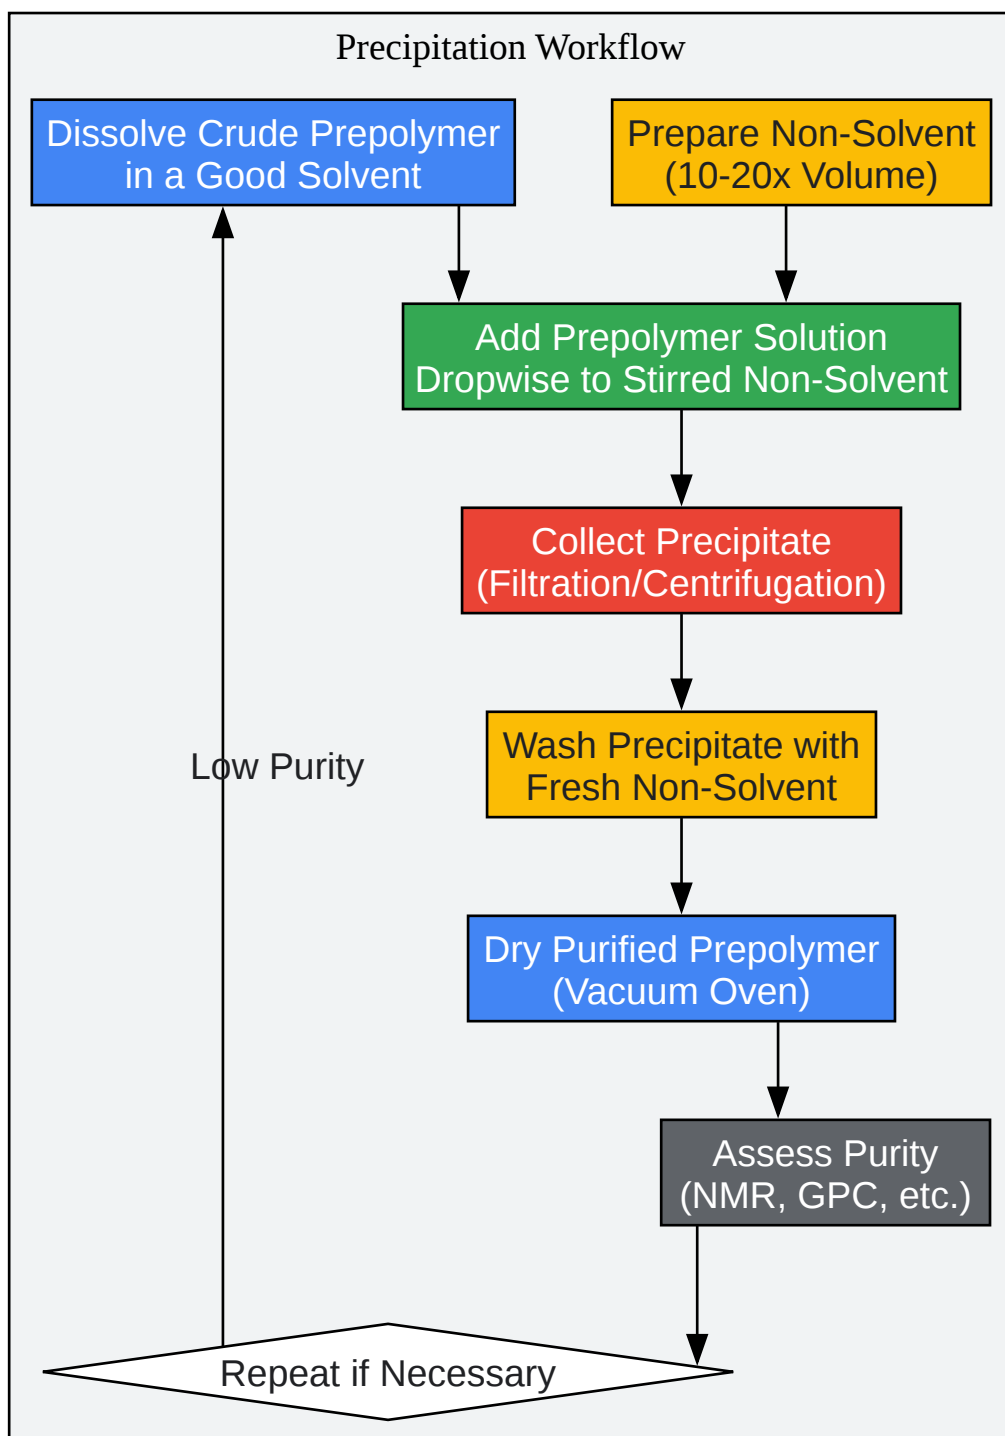 Precipitation Workflow
Dissolve Crude Prepolymer
in a Good Solvent
Prepare Non-Solvent
(10-20x Volume)
Add Prepolymer Solution
Dropwise to Stirred Non-Solvent
Collect Precipitate
(Filtration/Centrifugation)
Wash Precipitate with
Fresh Non-Solvent
Low Purity
Dry Purified Prepolymer
(Vacuum Oven)
Assess Purity
(NMR, GPC, etc.)
Repeat if Necessary